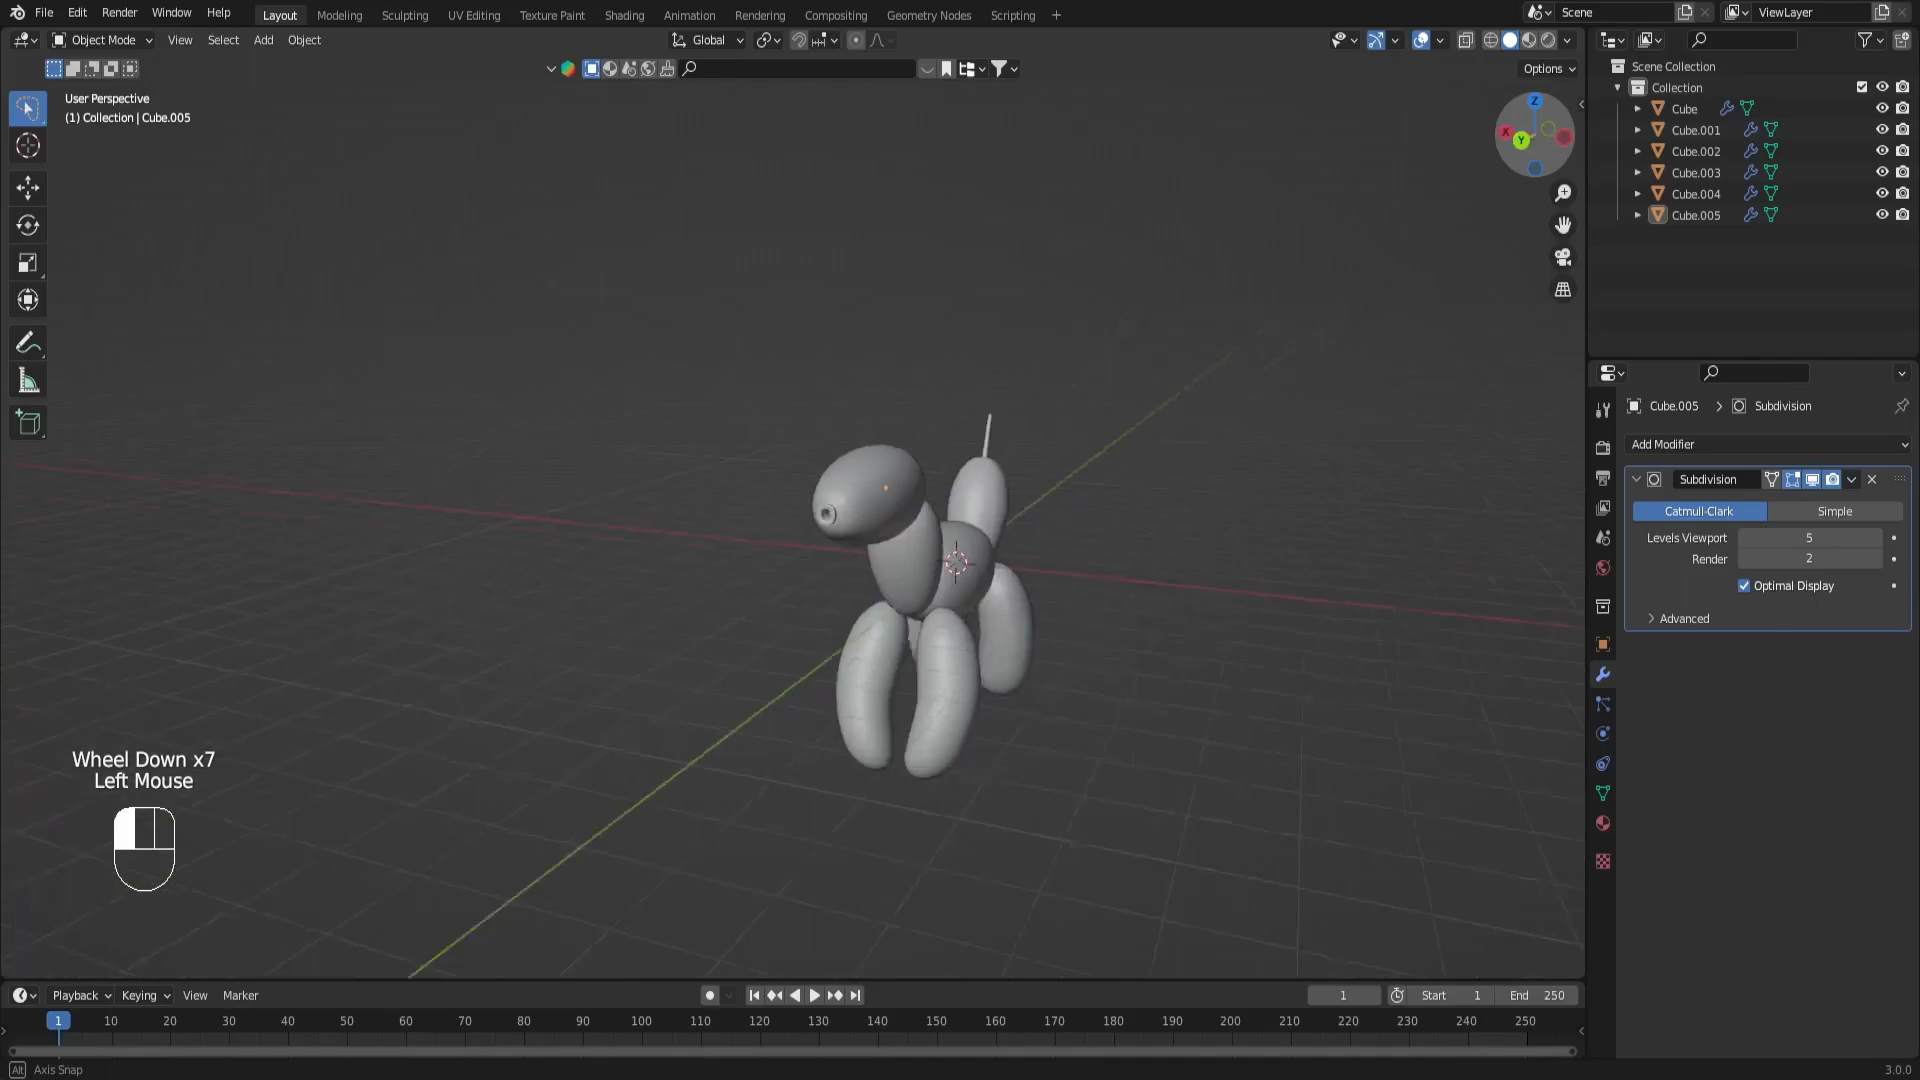 File Edit Render Window Help Layout Modeling Sculpting UV Editing Texture Paint Shading Animation Rendering Compositing Geometry Nodes Scripting + Scene ViewLayer
Object Mode View Select Add Object Global
Options
User Perspective
(1) Collection | Cube.005
Z
X
Y
Scene Collection
Collection
Cube
Cube.001
Cube.002
Cube.003
Cube.004
Cube.005
Cube.005 > Subdivision
Add Modifier
Subdivision
Catmull-Clark Simple
Levels Viewport 5
Render 2
Optimal Display
Advanced
Wheel Down x7
Left Mouse
Playback Keying View Marker 1 Start 1 End 250
1 10 20 30 40 50 60 70 80 90 100 110 120 130 140 150 160 170 180 190 200 210 220 230 240 250
Alt Axis Snap 3.0.0